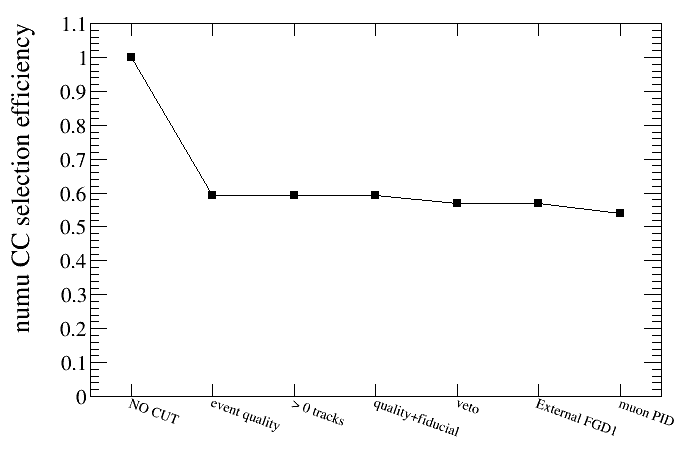 numu CC selection efficiency
1.1
1
0.9
0.8
0.7
0.6
0.5
0.4
0.3
0.2
0.1
0
NO CUT
event quality
> 0 tracks
quality+fiducial
veto
External FGD1
muon PID